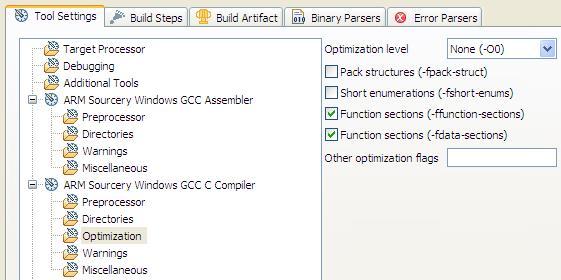 Tool Settings Build Steps Build Artifact Binary Parsers Error Parsers
Target Processor
Debugging
Additional Tools
ARM Sourcery Windows GCC Assembler
Preprocessor
Directories
Warnings
Miscellaneous
ARM Sourcery Windows GCC C Compiler
Preprocessor
Directories
Optimization
Warnings
Miscellaneous
Optimization level None (-O0)
Pack structures (-fpack-struct)
Short enumerations (-fshort-enums)
Function sections (-ffunction-sections)
Function sections (-fdata-sections)
Other optimization flags